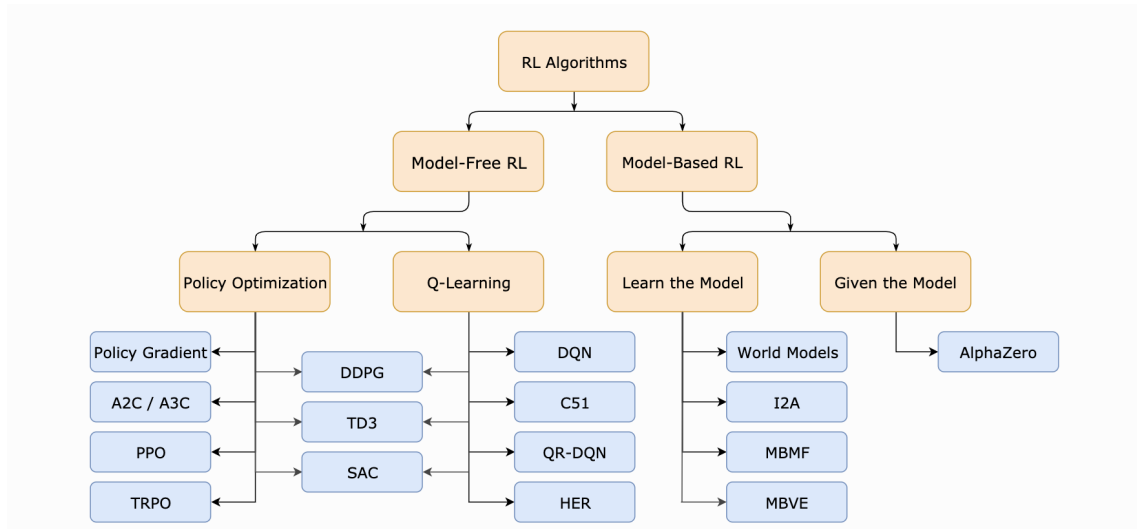 RL Algorithms
Model-Free RL
Model-Based RL
Policy Optimization
Q-Learning
Learn the Model
Given the Model
Policy Gradient
DDPG
DQN
World Models
AlphaZero
A2C / A3C
TD3
C51
I2A
PPO
SAC
QR-DQN
MBMF
TRPO
HER
MBVE